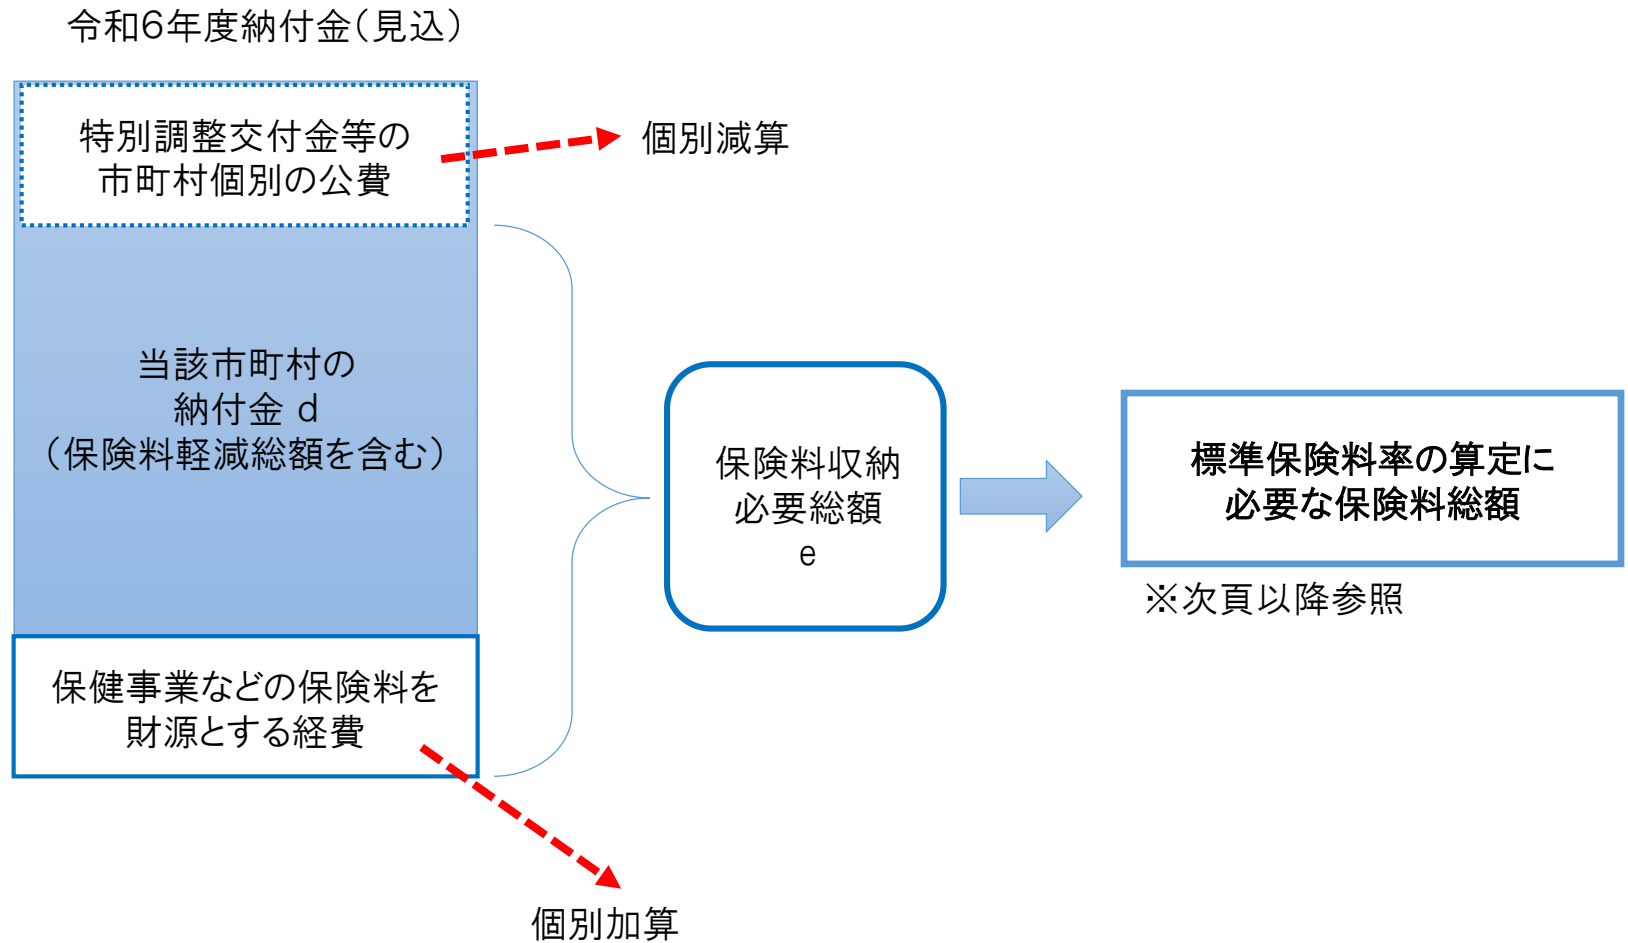 令和6年度納付金（見込）
特別調整交付金等の
市町村個別の公費
個別減算
当該市町村の
納付金 d
（保険料軽減総額を含む）
保険料収納
必要総額
e
標準保険料率の算定に
必要な保険料総額
※次頁以降参照
保健事業などの保険料を
財源とする経費
個別加算